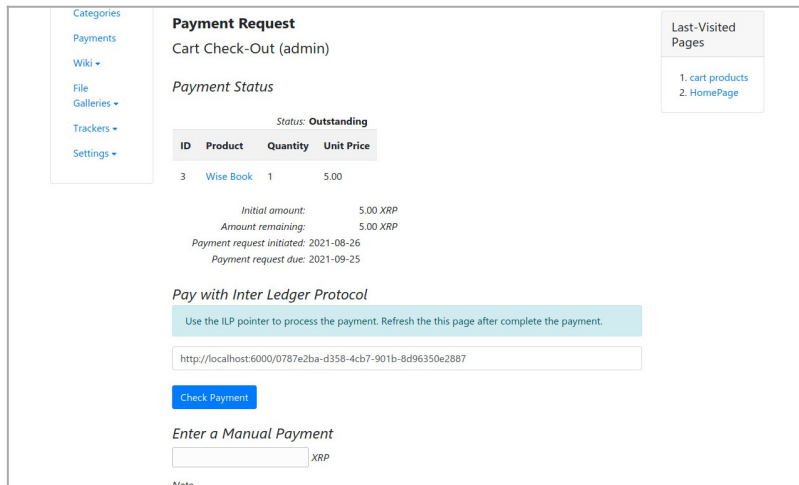 Categories
Payments
Wiki
File
Galleries
Trackers
Settings
Payment Request
Cart Check-Out (admin)
Payment Status
Status: Outstanding
ID Product Quantity Unit Price
3 Wise Book 1 5.00
Initial amount: 5.00 XRP
Amount remaining: 5.00 XRP
Payment request initiated: 2021-08-26
Payment request due: 2021-09-25
Pay with Inter Ledger Protocol
Use the ILP pointer to process the payment. Refresh the this page after complete the payment.
http://localhost:6000/0787e2ba-d358-4cb7-901b-8d96350e2887
Check Payment
Enter a Manual Payment
XRP
Note
Last-Visited
Pages
1. cart products
2. HomePage